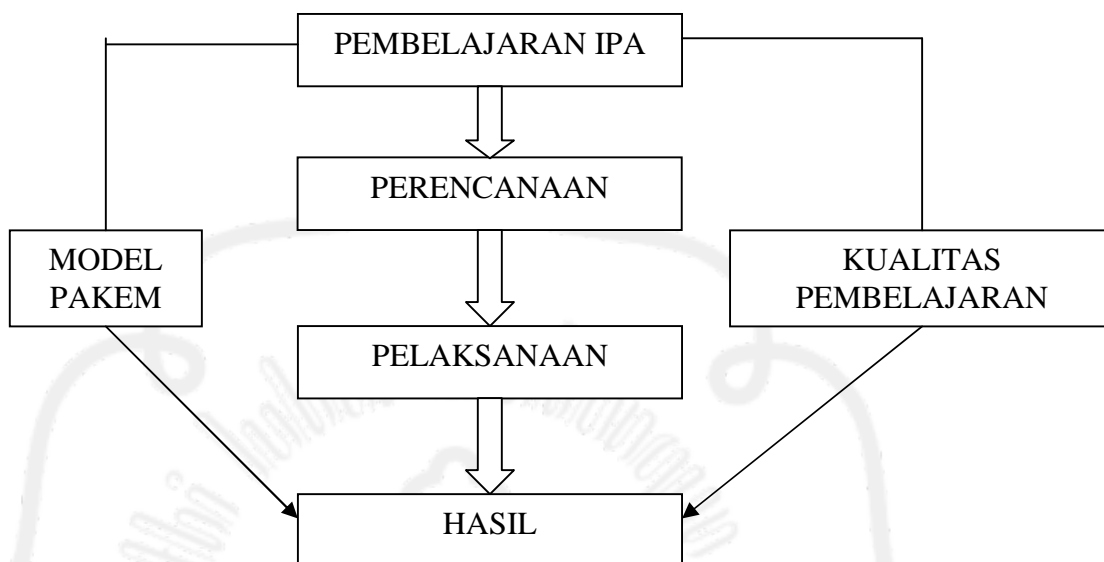 PEMBELAJARAN IPA
PERENCANAAN
MODEL
PAKEM
KUALITAS
PEMBELAJARAN
PELAKSANAAN
HASIL